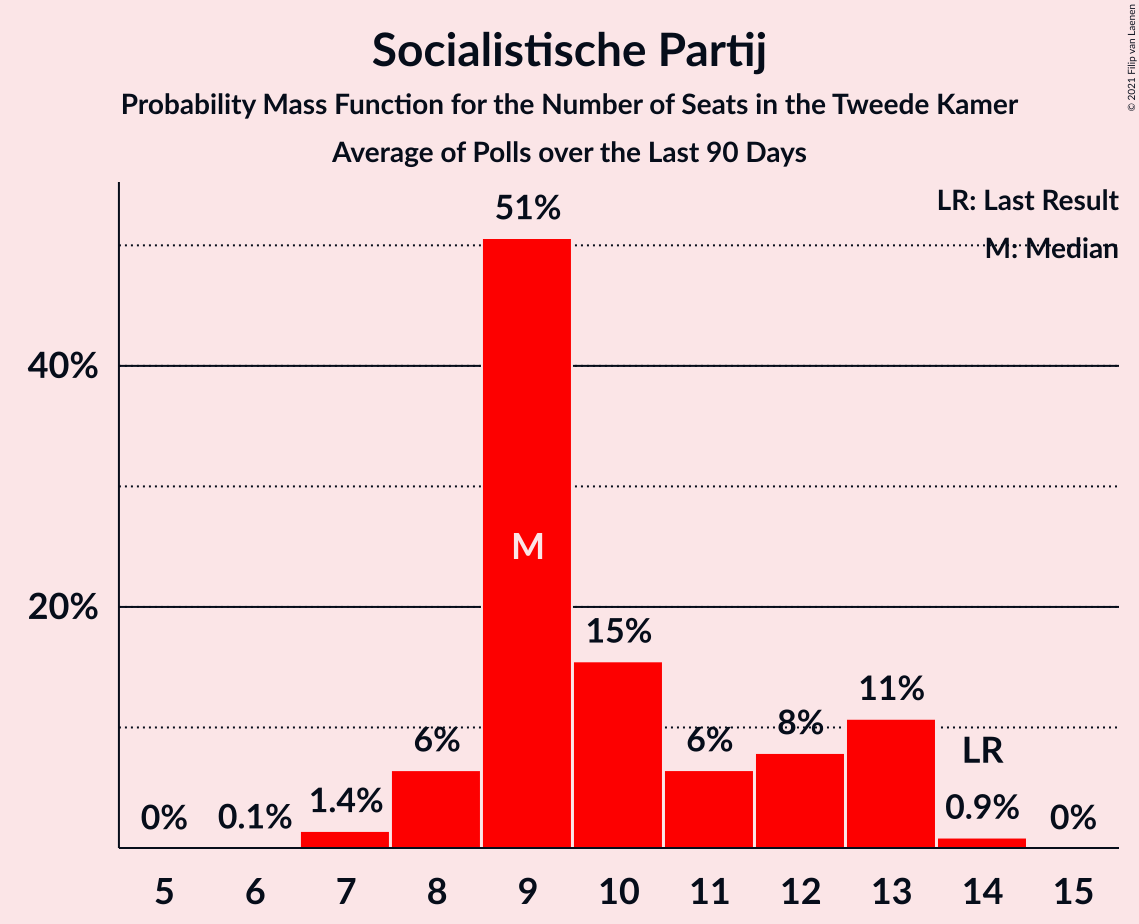 Socialistische Partij
Probability Mass Function for the Number of Seats in the Tweede Kamer
Average of Polls over the Last 90 Days
© 2021 Filip van Laenen
LR: Last Result
M: Median
51%
40%
M
20%
15%
11%
8%
6%
6%
LR
1.4%
0.9%
0%
0.1%
0%
5 6 7 8 9 10 11 12 13 14 15